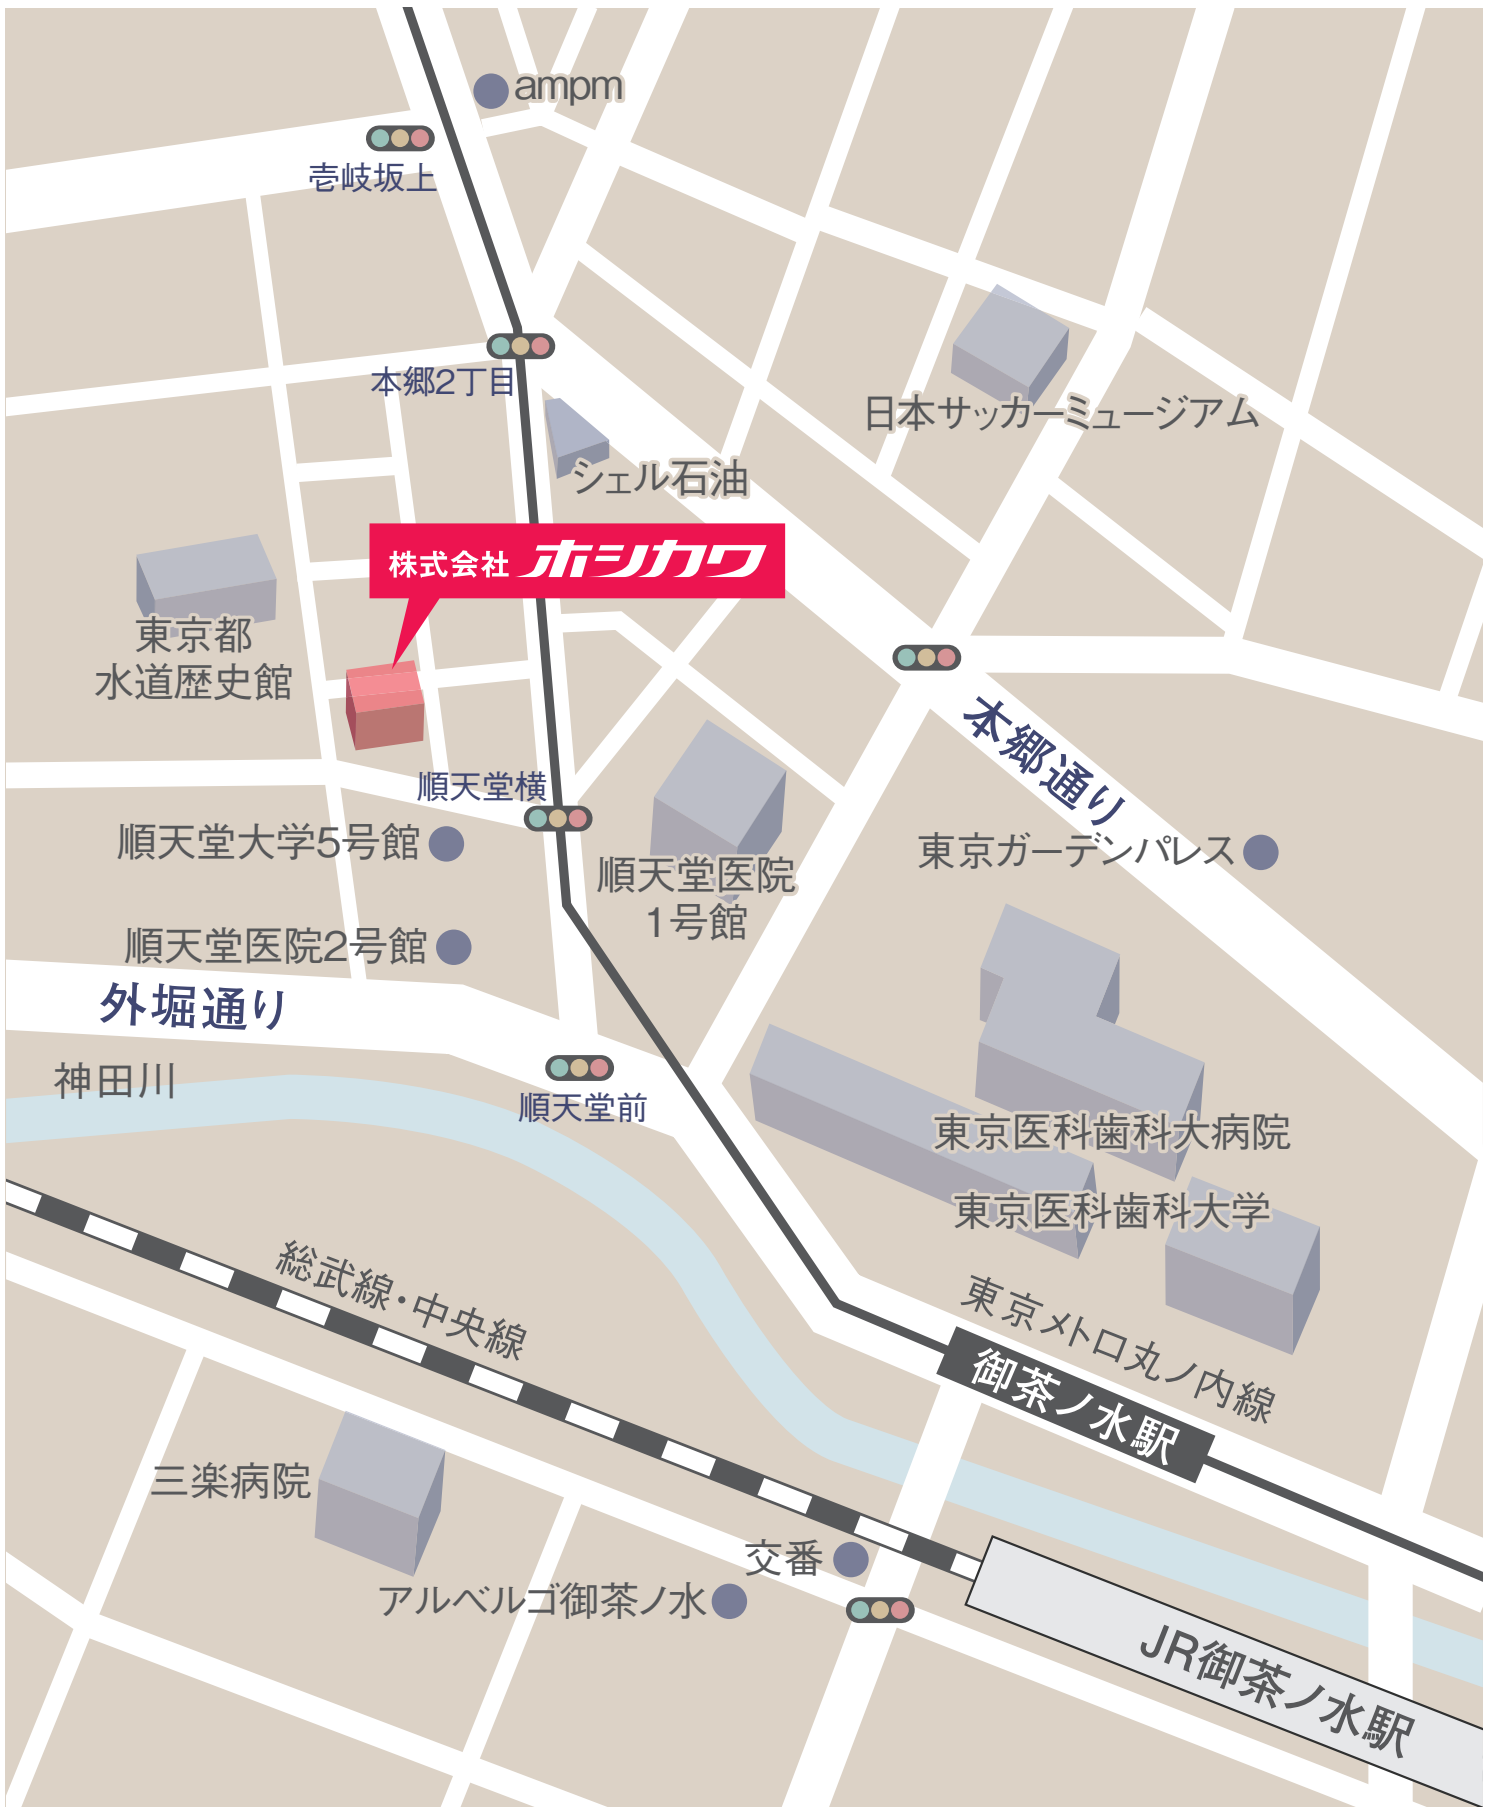 ampm
壱岐坂上
本郷2丁目
日本サッカーミュージアム
シェル石油
株式会社 ホシカワ
東京都
水道歴史館
本郷通り
順天堂横
順天堂大学5号館
東京ガーデンパレス
順天堂医院
1号館
順天堂医院2号館
外堀通り
神田川
順天堂前
東京医科歯科大病院
東京医科歯科大学
総武線・中央線
東京メトロ丸ノ内線
御茶ノ水駅
三楽病院
交番
アルベルゴ御茶ノ水
JR御茶ノ水駅